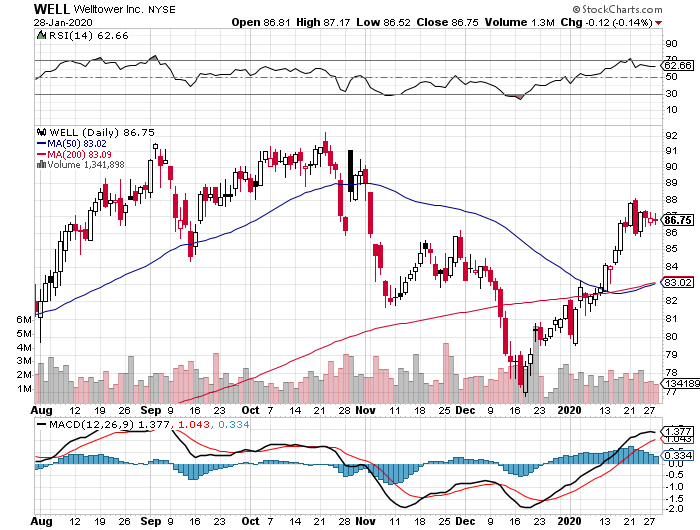 WELL Welltower Inc. NYSE © StockCharts.com
28-Jan-2020 Open 86.81 High 87.17 Low 86.52 Close 86.75 Volume 1.3M Chg -0.12 (-0.14%)
RSI(14) 62.66
90
70
62.66
50
30
10
WELL (Daily) 86.75
MA(50) 83.02
MA(200) 83.09
Volume 1,341,898
92
91
90
89
88
87
86.75
86
85
84
83.02
82
81
80
79
78
77
6M
5M
4M
3M
2M
1M
134189
Aug 12 19 26 Sep 9 16 23 Oct 7 14 21 28 Nov 11 18 25 Dec 9 16 23 2020 13 21 27
MACD(12,26,9) 1.377, 1.043, 0.334
1.377
1.043
0.5
0.334
0.0
-0.5
-1.0
-1.5
-2.0
Aug 12 19 26 Sep 9 16 23 Oct 7 14 21 28 Nov 11 18 25 Dec 9 16 23 2020 13 21 27